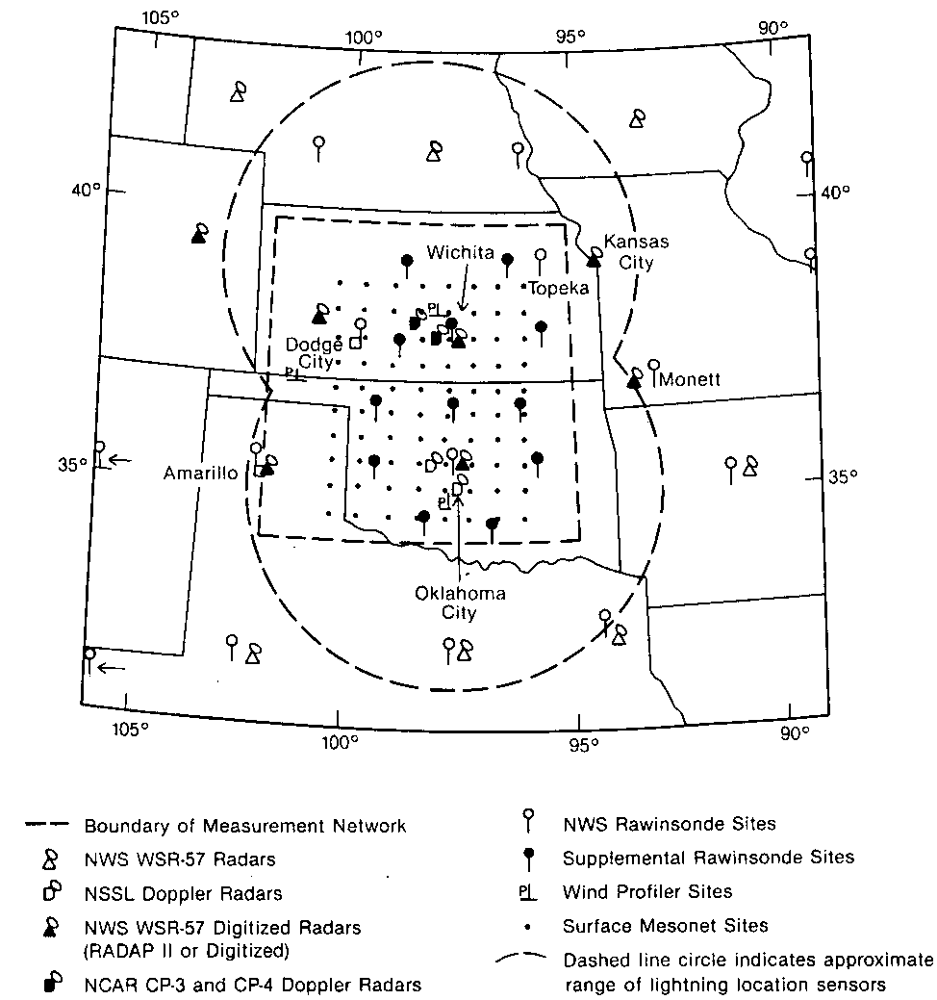 105°
100°
95°
90°
40°
40°
Kansas
City
Wichita
Topeka
PL
Dodge
City
PL
Monett
35°
35°
Amarillo
PL
Oklahoma
City
105°
100°
95°
90°
Boundary of Measurement Network
NWS WSR-57 Radars
NSSL Doppler Radars
NWS WSR-57 Digitized Radars
(RADAP II or Digitized)
NCAR CP-3 and CP-4 Doppler Radars
NWS Rawinsonde Sites
Supplemental Rawinsonde Sites
PL Wind Profiler Sites
Surface Mesonet Sites
Dashed line circle indicates approximate
range of lightning location sensors